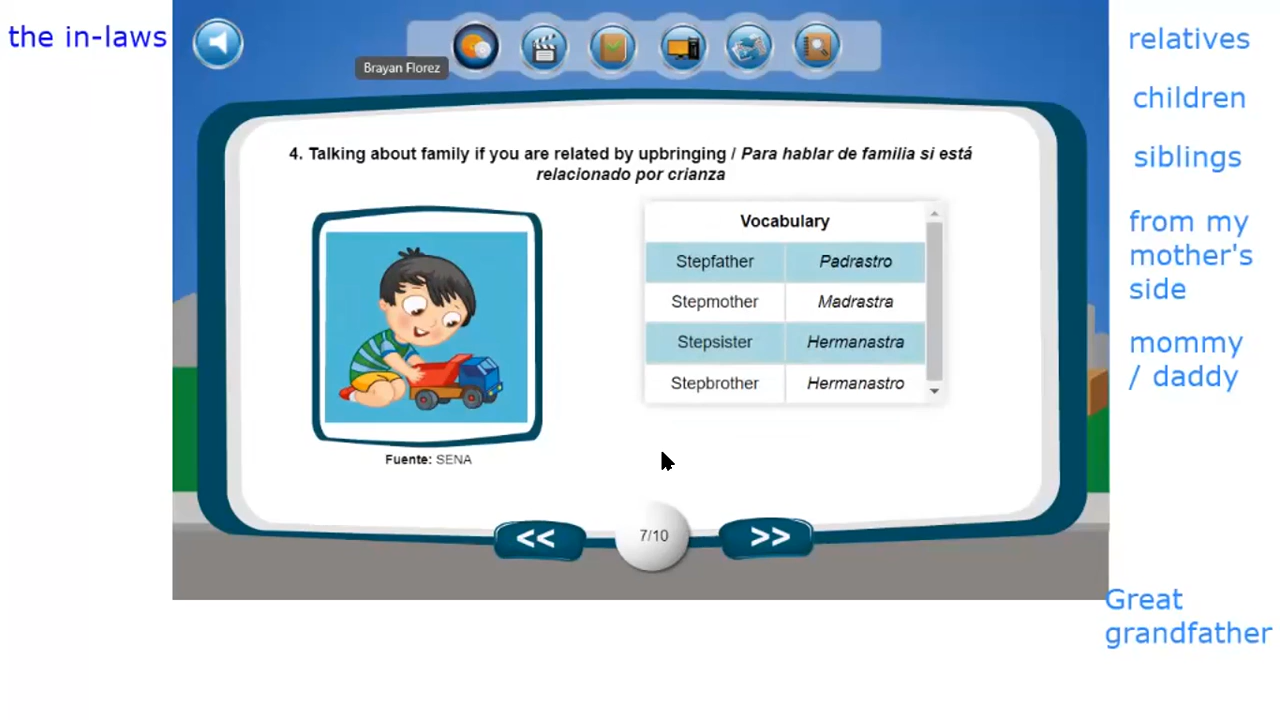 the in-laws
Brayan Florez
4. Talking about family if you are related by upbringing / Para hablar de familia si está
relacionado por crianza
Vocabulary
Stepfather Padrastro
Stepmother Madrastra
Stepsister Hermanastra
Stepbrother Hermanastro
Fuente: SENA
<< 7/10 >>
relatives
children
siblings
from my
mother's
side
mommy
/ daddy
Great
grandfather